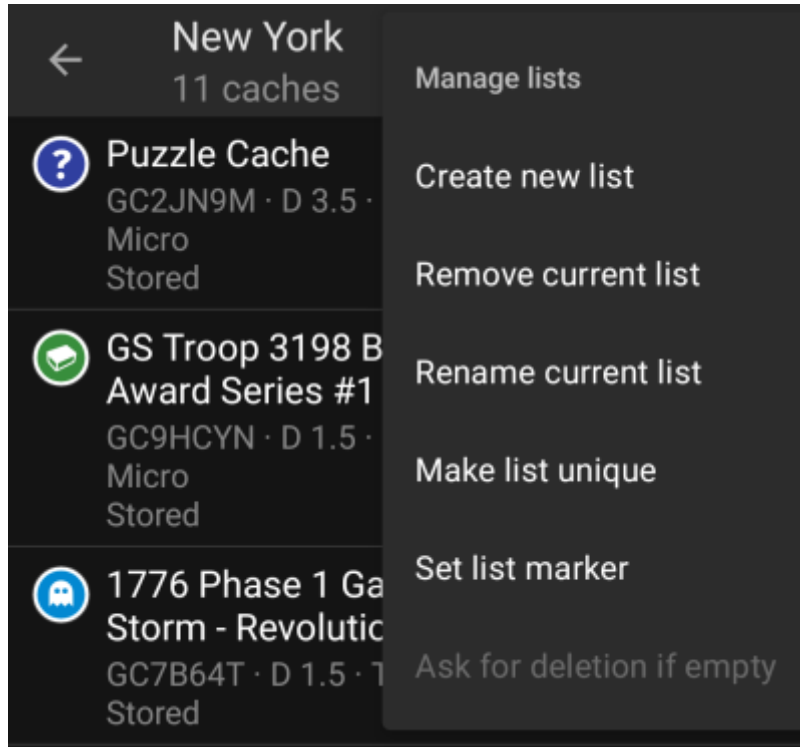 New York
11 caches
Puzzle Cache
GC2JN9M · D 3.5 ·
Micro
Stored
GS Troop 3198 B
Award Series #1
GC9HCYN · D 1.5 ·
Micro
Stored
1776 Phase 1 Ga
Storm - Revolutic
GC7B64T · D 1.5 · T
Stored
Manage lists
Create new list
Remove current list
Rename current list
Make list unique
Set list marker
Ask for deletion if empty